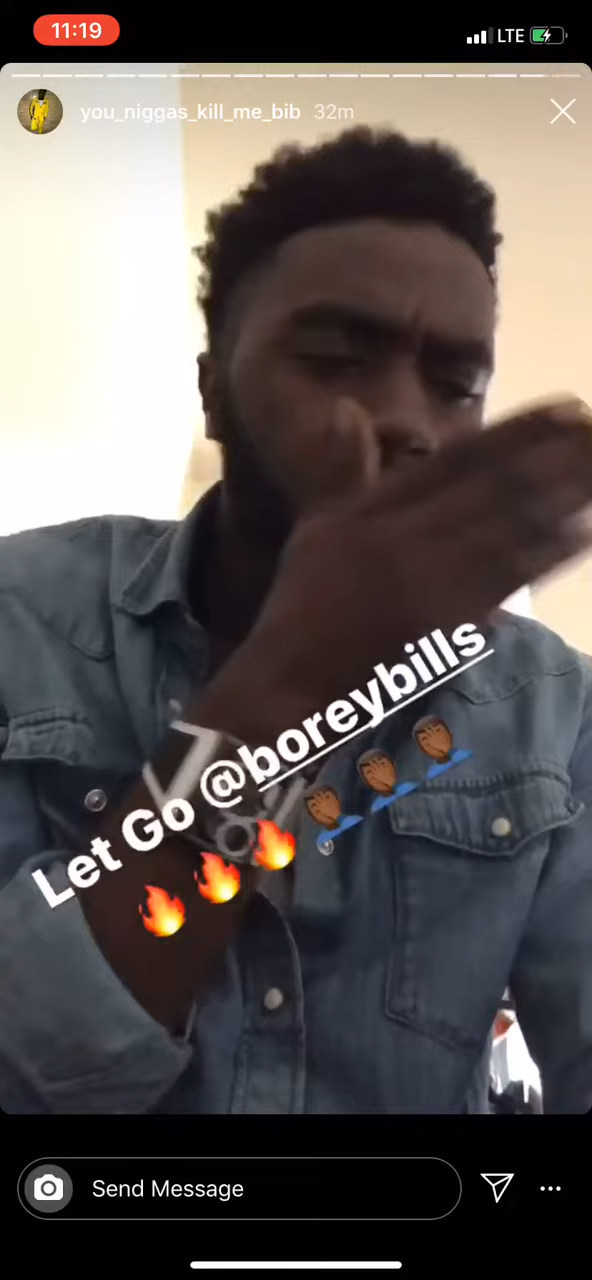 11:19
LTE
you_niggas_kill_me_bib 32m
Let Go @boreybills
🔥🔥🔥🤦🏾‍♂️🤦🏾‍♂️🤦🏾‍♂️
Send Message